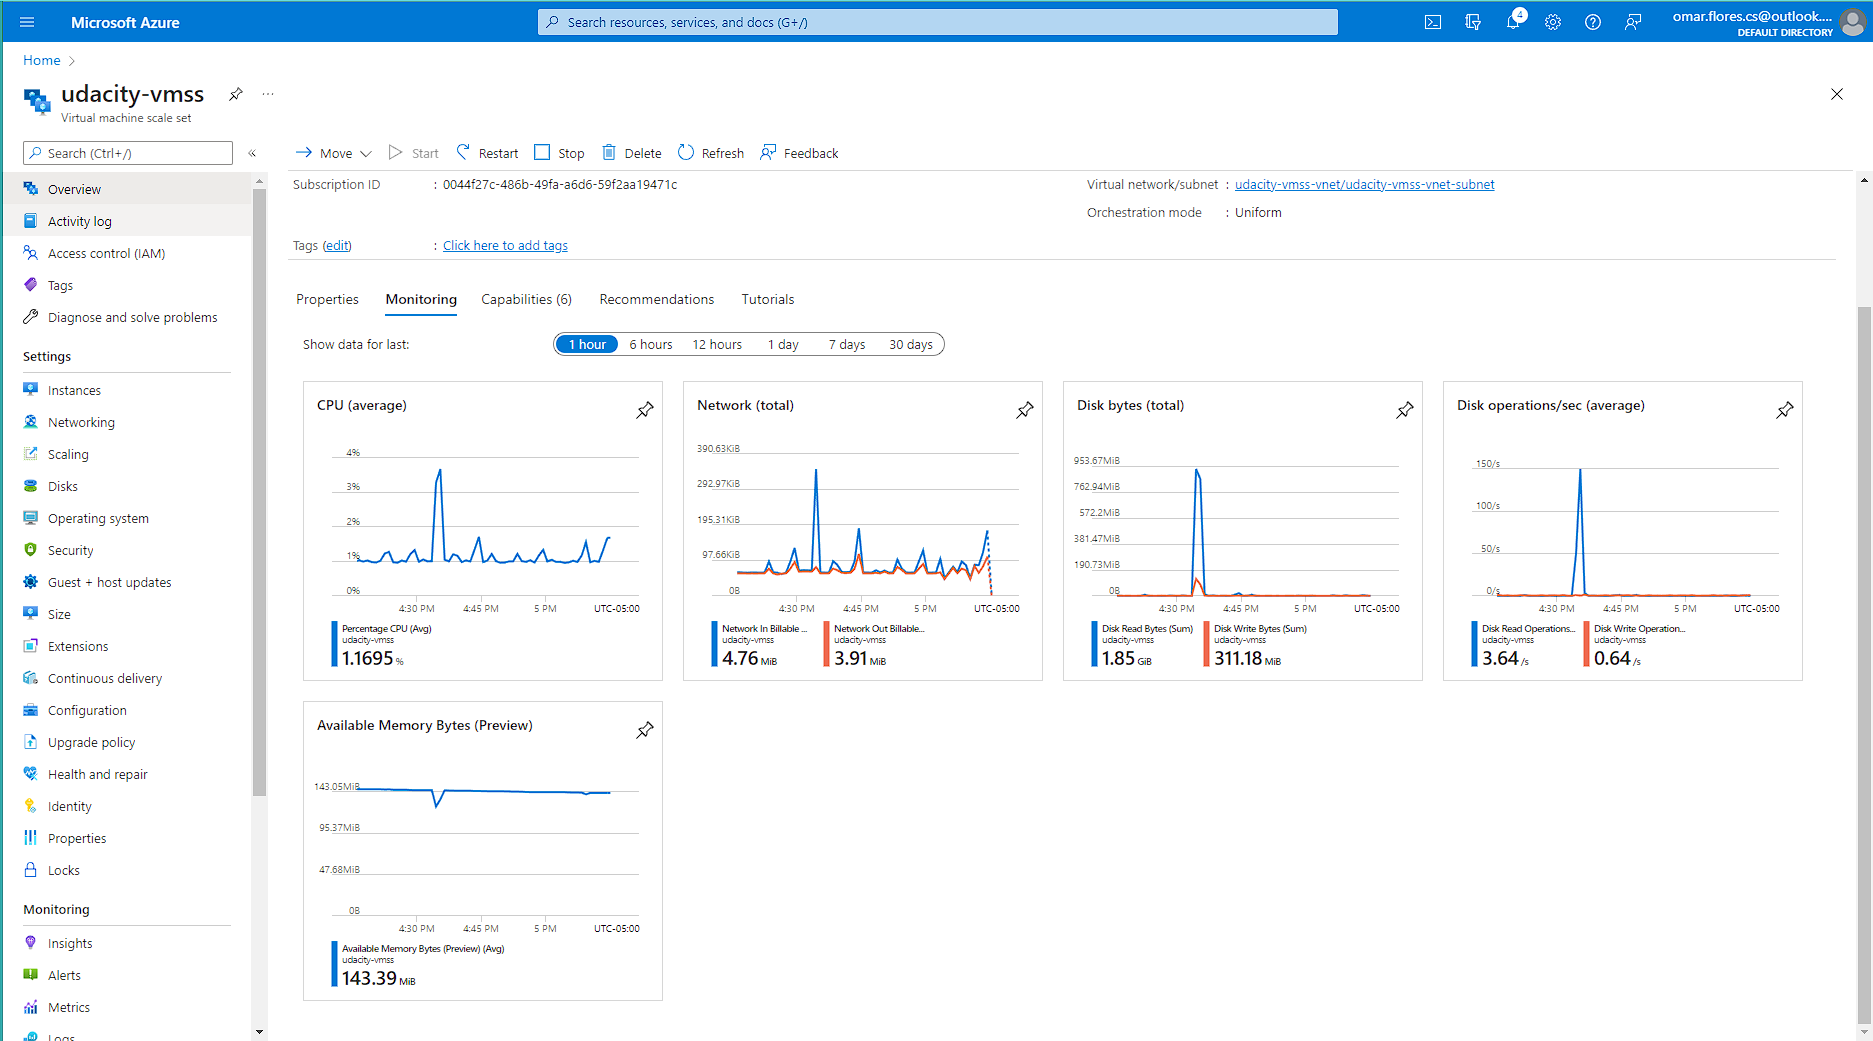 Microsoft Azure
Search resources, services, and docs (G+/)
4
omar.flores.cs@outlook....
DEFAULT DIRECTORY
Home
udacity-vmss
...
Virtual machine scale set
Search (Ctrl+/)
«
Move
Start
Restart
Stop
Delete
Refresh
Feedback
Overview
Activity log
Access control (IAM)
Tags
Diagnose and solve problems
Settings
Instances
Networking
Scaling
Disks
Operating system
Security
Guest + host updates
Size
Extensions
Continuous delivery
Configuration
Upgrade policy
Health and repair
Identity
Properties
Locks
Monitoring
Insights
Alerts
Metrics
Logs
Subscription ID : 0044f27c-486b-49fa-a6d6-59f2aa19471c
Virtual network/subnet : udacity-vmss-vnet/udacity-vmss-vnet-subnet
Orchestration mode : Uniform
Tags (edit) : Click here to add tags
Properties
Monitoring
Capabilities (6)
Recommendations
Tutorials
Show data for last:
1 hour
6 hours
12 hours
1 day
7 days
30 days
CPU (average)
4%
3%
2%
1%
0%
4:30 PM 4:45 PM 5 PM UTC-05:00
Percentage CPU (Avg)
udacity-vmss
1.1695 %
Network (total)
390.63KiB
292.97KiB
195.31KiB
97.66KiB
0B
4:30 PM 4:45 PM 5 PM UTC-05:00
Network In Billable ...
udacity-vmss
4.76 MiB
Network Out Billable...
udacity-vmss
3.91 MiB
Disk bytes (total)
953.67MiB
762.94MiB
572.2MiB
381.47MiB
190.73MiB
0B
4:30 PM 4:45 PM 5 PM UTC-05:00
Disk Read Bytes (Sum)
udacity-vmss
1.85 GiB
Disk Write Bytes (Sum)
udacity-vmss
311.18 MiB
Disk operations/sec (average)
150/s
100/s
50/s
0/s
4:30 PM 4:45 PM 5 PM UTC-05:00
Disk Read Operations...
udacity-vmss
3.64 /s
Disk Write Operation...
udacity-vmss
0.64 /s
Available Memory Bytes (Preview)
143.05MiB
95.37MiB
47.68MiB
0B
4:30 PM 4:45 PM 5 PM UTC-05:00
Available Memory Bytes (Preview) (Avg)
udacity-vmss
143.39 MiB